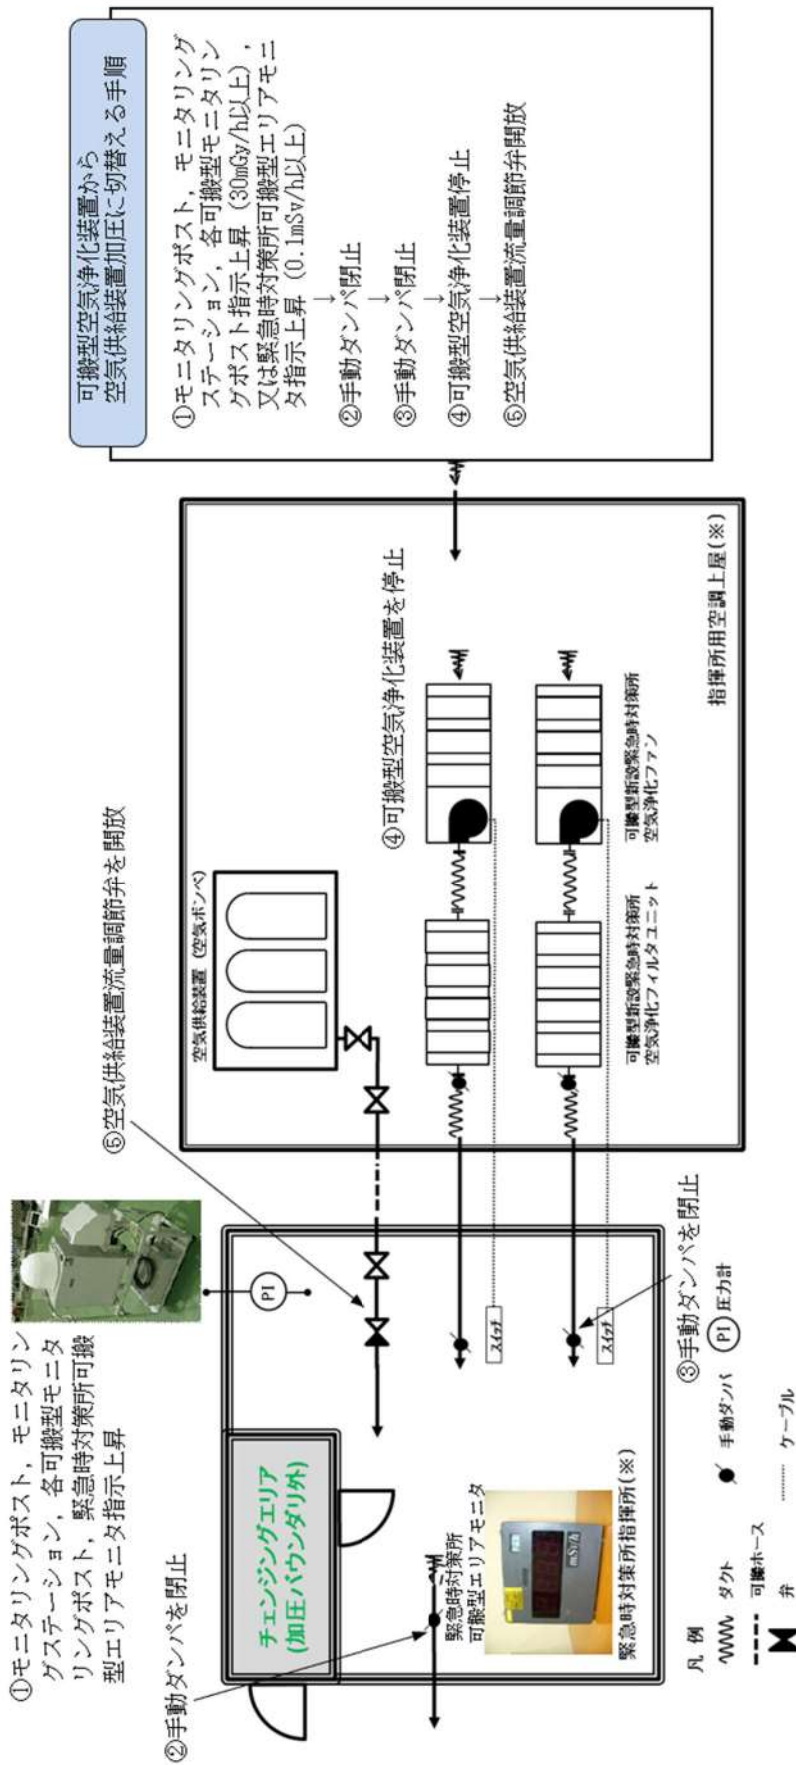 可搬型空気浄化装置から
空気供給装置加圧に切替える手順
①モニタリングポスト，モニタリング
ステーション，各可搬型モニタリン
グポスト指示上昇（30mGy/h以上），
又は緊急時対策所可搬型エリアモニ
タ指示上昇（0.1mSv/h以上）
↓
②手動ダンパ閉止
↓
③手動ダンパ閉止
↓
④可搬型空気浄化装置停止
↓
⑤空気供給装置流量調節弁開放
①モニタリングポスト，モニタリン
グステーション，各可搬型モニタ
リングポスト，緊急時対策所可搬
型エリアモニタ指示上昇
⑤空気供給装置流量調節弁を開放
空気供給装置（空気ボンベ）
④可搬型空気浄化装置を停止
可搬型新設緊急時対策所
空気浄化フィルタユニット
可搬型新設緊急時対策所
空気浄化ファン
指揮所用空調上屋(※)
②手動ダンパを閉止
チェンジングエリア
(加圧バウンダリ外)
PI
スイッチ
スイッチ
緊急時対策所
可搬型エリアモニタ
mSv/h
緊急時対策所指揮所(※)
③手動ダンパを閉止
凡例
ダクト
手動ダンパ
PI 圧力計
可搬ホース
ケーブル
弁